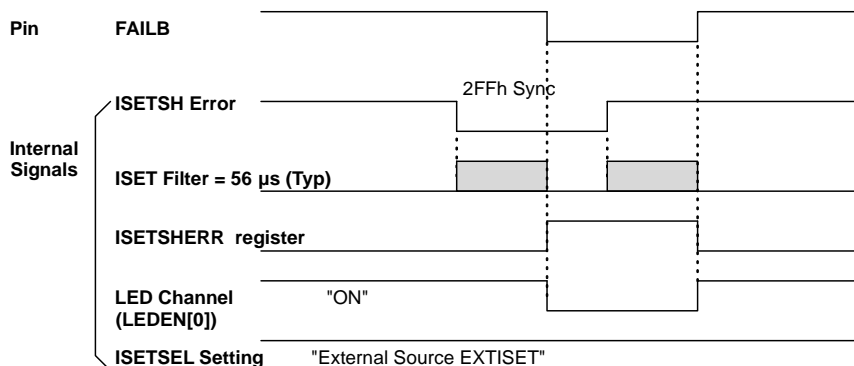 Pin FAILB
2FFh Sync
ISETSH Error
Internal
Signals
ISET Filter = 56 µs (Typ)
ISETSHERR register
LED Channel "ON"
(LEDEN[0])
ISETSEL Setting "External Source EXTISET"